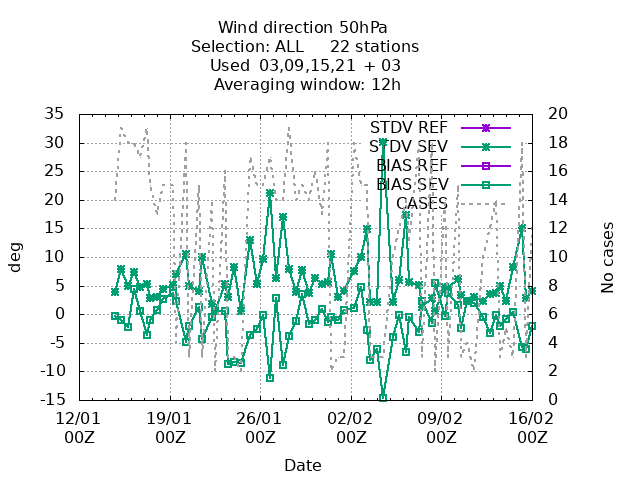 Wind direction 50hPa
Selection: ALL 22 stations
Used 03,09,15,21 + 03
Averaging window: 12h
STDV REF
STDV SEV
BIAS REF
BIAS SEV
CASES
35
30
25
20
15
10
5
0
-5
-10
-15
deg
20
18
16
14
12
10
8
6
4
2
0
No cases
12/01 19/01 26/01 02/02 09/02 16/02
00Z 00Z 00Z 00Z 00Z 00Z
Date